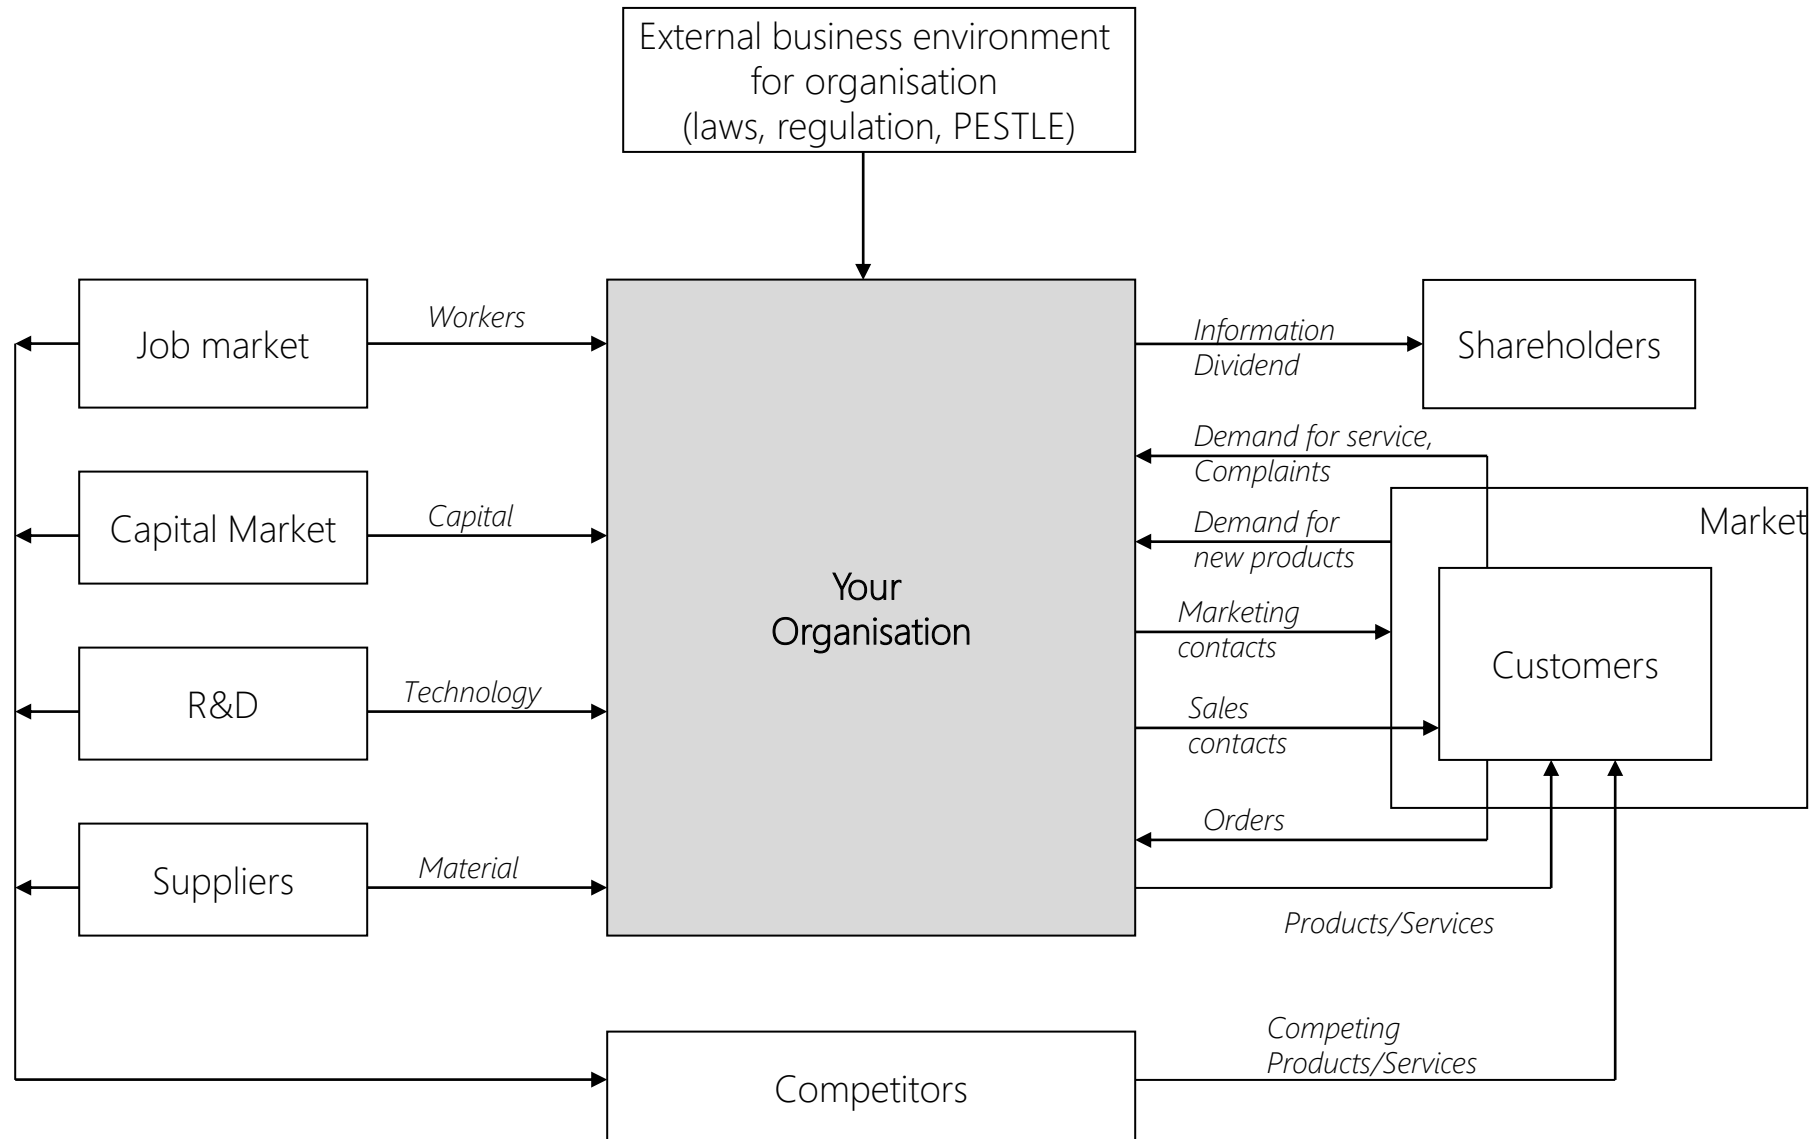 External business environment
for organisation
(laws, regulation, PESTLE)
Job market
Workers
Capital Market
Capital
R&D
Technology
Suppliers
Material
Your
Organisation
Information
Dividend
Shareholders
Demand for service,
Complaints
Demand for
new products
Market
Marketing
contacts
Customers
Sales
contacts
Orders
Products/Services
Competing
Products/Services
Competitors